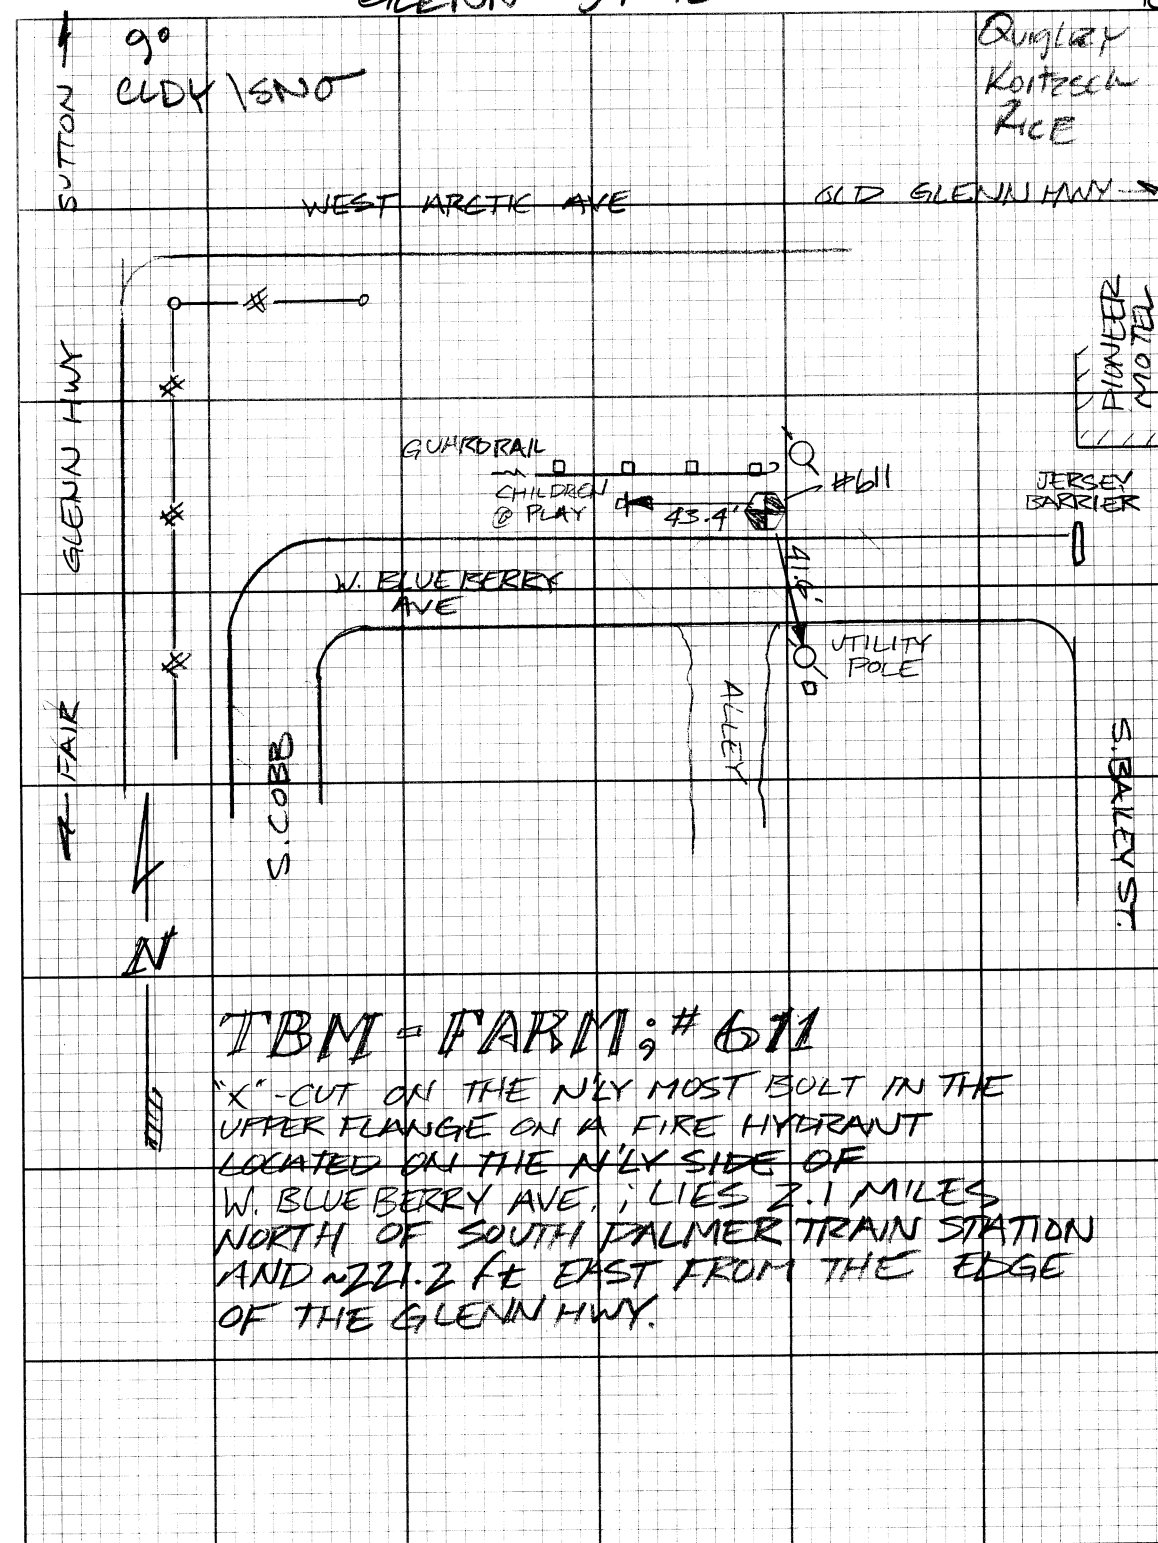 GLENN
SUTTON
9°
CLDY \ SNO
Quigley
Koitzsch
RICE
WEST ARCTIC AVE
OLD GLENN HWY
PIONEER
MOTEL
GLENN HWY
GUARDRAIL
#611
CHILDREN
@ PLAY
43.4'
JERSEY
BARRIER
41.6'
W. BLUEBERRY
AVE
UTILITY
POLE
ALLEY
FAIR
S. COBB
S. BAILEY ST.
N
TBM - FARM; #611
"X"-CUT ON THE N'LY MOST BOLT IN THE
UPPER FLANGE ON A FIRE HYDRANT
LOCATED ON THE N'LY SIDE OF
W. BLUEBERRY AVE. ; LIES 2.1 MILES
NORTH OF SOUTH PALMER TRAIN STATION
AND ~221.2 ft EAST FROM THE EDGE
OF THE GLENN HWY.